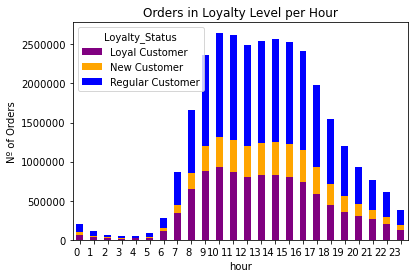 Orders in Loyalty Level per Hour
Loyalty_Status
Loyal Customer
New Customer
Regular Customer
Nº of Orders
2500000
2000000
1500000
1000000
500000
0
0 1 2 3 4 5 6 7 8 9 10 11 12 13 14 15 16 17 18 19 20 21 22 23
hour